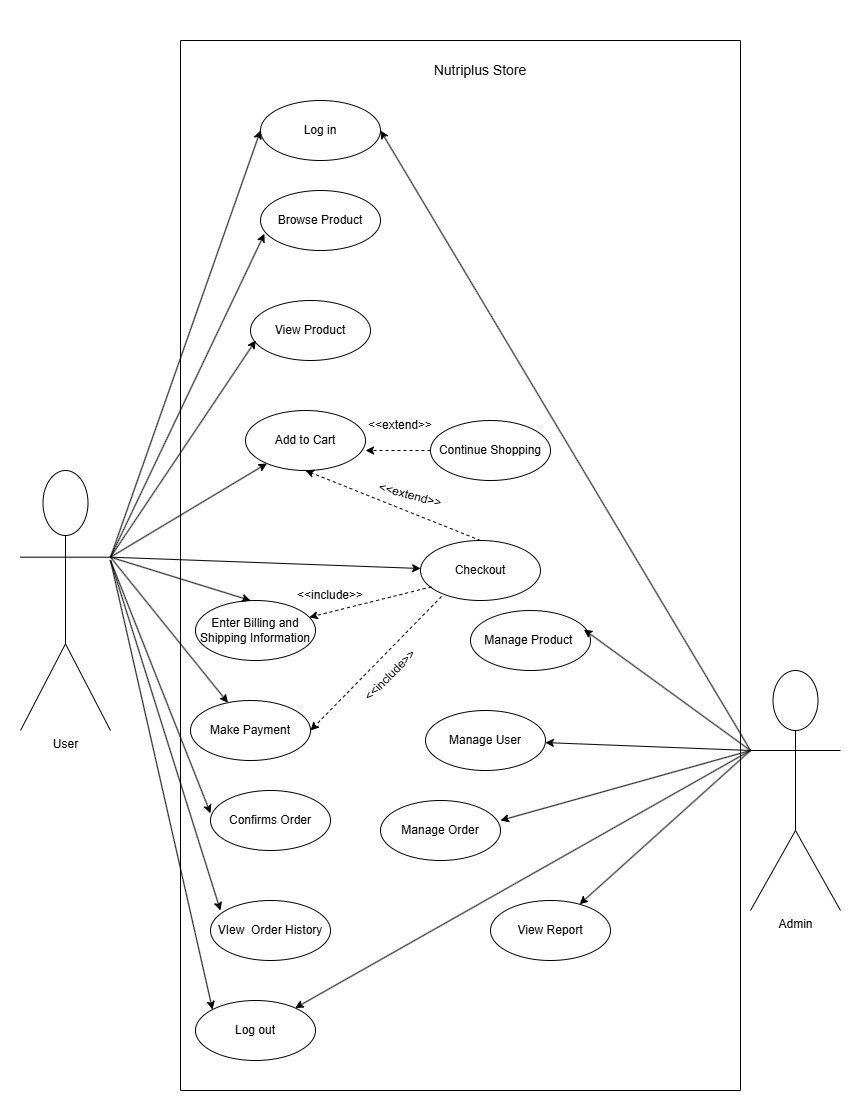 Nutriplus Store
Log in
Browse Product
View Product
Add to Cart
<<extend>>
Continue Shopping
<<extend>>
Checkout
<<include>>
Enter Billing and
Shipping Information
Manage Product
<<include>>
Make Payment
Manage User
User
Confirms Order
Manage Order
VIew  Order History
View Report
Admin
Log out